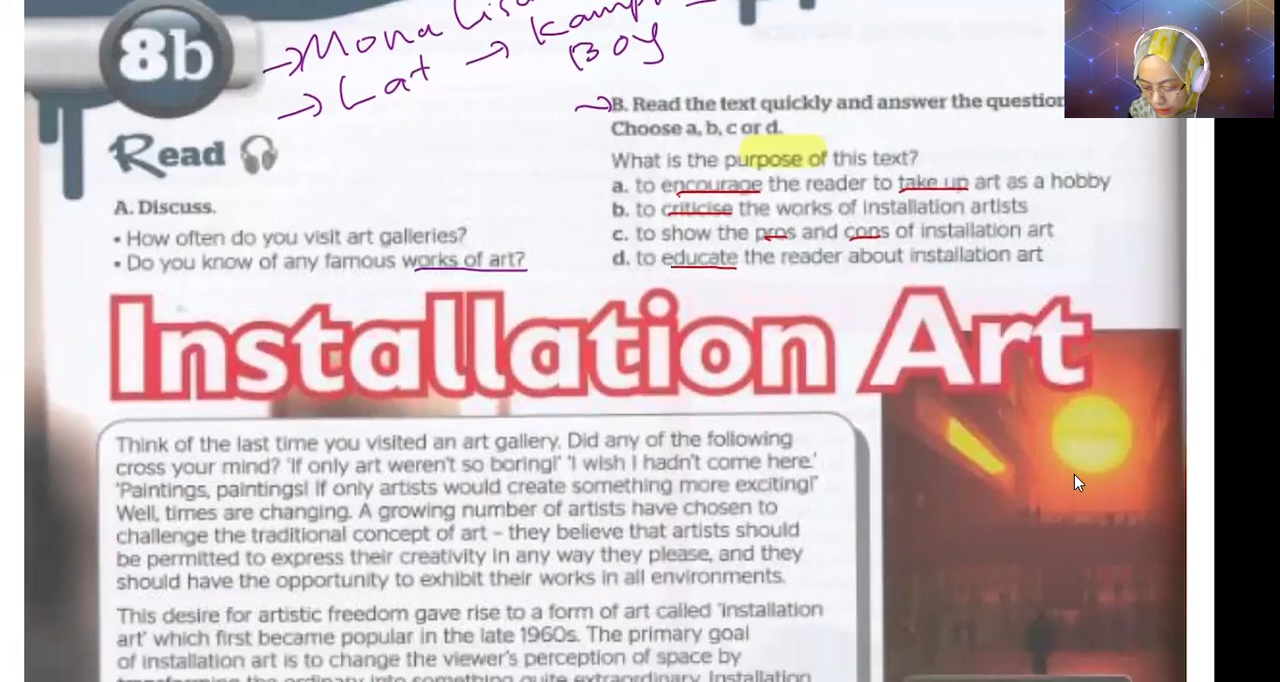 8b
→Mona Lisa
→ Lat → Kampu
Boy
Read
A. Discuss.
• How often do you visit art galleries?
• Do you know of any famous works of art?
B. Read the text quickly and answer the question
Choose a, b, c or d.
What is the purpose of this text?
a. to encourage the reader to take up art as a hobby
b. to criticise the works of installation artists
c. to show the pros and cons of installation art
d. to educate the reader about installation art
Installation Art
Think of the last time you visited an art gallery. Did any of the following
cross your mind? 'If only art weren't so boring!' 'I wish I hadn't come here.'
'Paintings, paintings! If only artists would create something more exciting!'
Well, times are changing. A growing number of artists have chosen to
challenge the traditional concept of art – they believe that artists should
be permitted to express their creativity in any way they please, and they
should have the opportunity to exhibit their works in all environments.
This desire for artistic freedom gave rise to a form of art called 'installation
art' which first became popular in the late 1960s. The primary goal
of installation art is to change the viewer's perception of space by
transforming the ordinary into something quite extraordinary. Installation